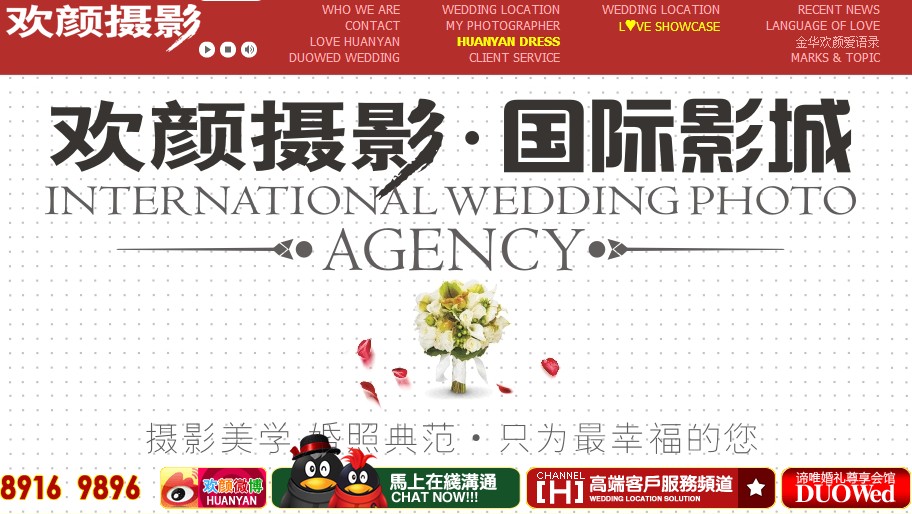 欢颜摄影
WHO WE ARE
CONTACT
LOVE HUANYAN
DUOWED WEDDING
WEDDING LOCATION
MY PHOTOGRAPHER
HUANYAN DRESS
CLIENT SERVICE
WEDDING LOCATION
L♥VE SHOWCASE
RECENT NEWS
LANGUAGE OF LOVE
金华欢颜爱语录
MARKS & TOPIC
欢颜摄影·国际影城
INTERNATIONAL WEDDING PHOTO
AGENCY
摄影美学 婚照典范·只为最幸福的您
8916 9896
欢颜微博
HUANYAN
馬上在綫溝通
CHAT NOW!!!
CHANNEL
[H]
高端客戶服務頻道
WEDDING LOCATION SOLUTION
谛唯婚礼尊享会馆
DUOWed